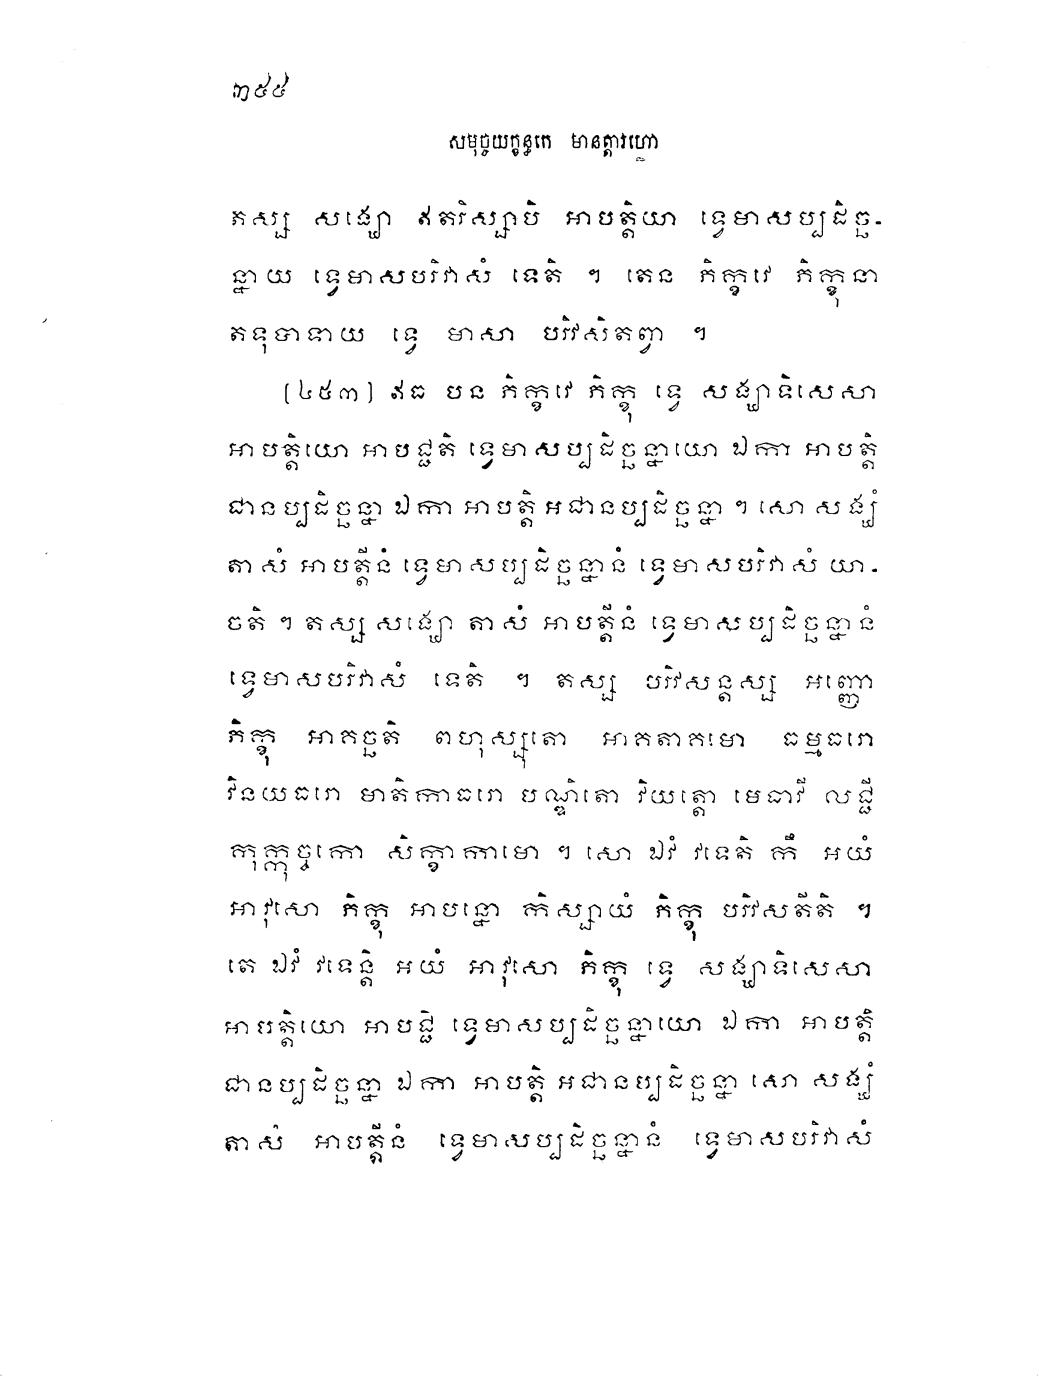 ៣៥៥
សមុច្ចយក្ខន្ធកេ មានត្តារហោ
តស្ស សង្ឃោ ឥតរិស្សាបិ អាបត្តិយា ទ្វេមាសប្បដិច្ឆ-
ន្នាយ ទ្វេមាសបរិវាសំ ទេតិ ។ តេន ភិក្ខវេ ភិក្ខុនា
តទុបាទាយ ទ្វេ មាសា បរិវសិតព្វា ។
[៤៥៣] ឥធ បន ភិក្ខវេ ភិក្ខុ ទ្វេ សង្ឃាទិសេសា
អាបត្តិយោ អាបជ្ជតិ ទ្វេមាសប្បដិច្ឆន្នាយោ ឯកា អាបត្តិ
ជានប្បដិច្ឆន្នា ឯកា អាបត្តិ អជានប្បដិច្ឆន្នា ។ សោ សង្ឃំ
តាសំ អាបត្តីនំ ទ្វេមាសប្បដិច្ឆន្នានំ ទ្វេមាសបរិវាសំ យា-
ចតិ ។ តស្ស សង្ឃោ តាសំ អាបត្តីនំ ទ្វេមាសប្បដិច្ឆន្នានំ
ទ្វេមាសបរិវាសំ ទេតិ ។ តស្ស បរិវសន្តស្ស អញ្ញោ
ភិក្ខុ អាគច្ឆតិ ពហុស្សុតោ អាគតាគមោ ធម្មធរោ
វិនយធរោ មាតិកាធរោ បណ្ឌិតោ វិយត្តោ មេធាវី លជ្ជី
កុក្កុច្ចកោ សិក្ខាកាមោ ។ សោ ឯវំ វទេតិ កឹ អយំ
អាវុសោ ភិក្ខុ អាបន្នោ កិស្សាយំ ភិក្ខុ បរិវសតីតិ ។
តេ ឯវំ វទេន្តិ អយំ អាវុសោ ភិក្ខុ ទ្វេ សង្ឃាទិសេសា
អាបត្តិយោ អាបជ្ជិ ទ្វេមាសប្បដិច្ឆន្នាយោ ឯកា អាបត្តិ
ជានប្បដិច្ឆន្នា ឯកា អាបត្តិ អជានប្បដិច្ឆន្នា សោ សង្ឃំ
តាសំ អាបត្តីនំ ទ្វេមាសប្បដិច្ឆន្នានំ ទ្វេមាសបរិវាសំ